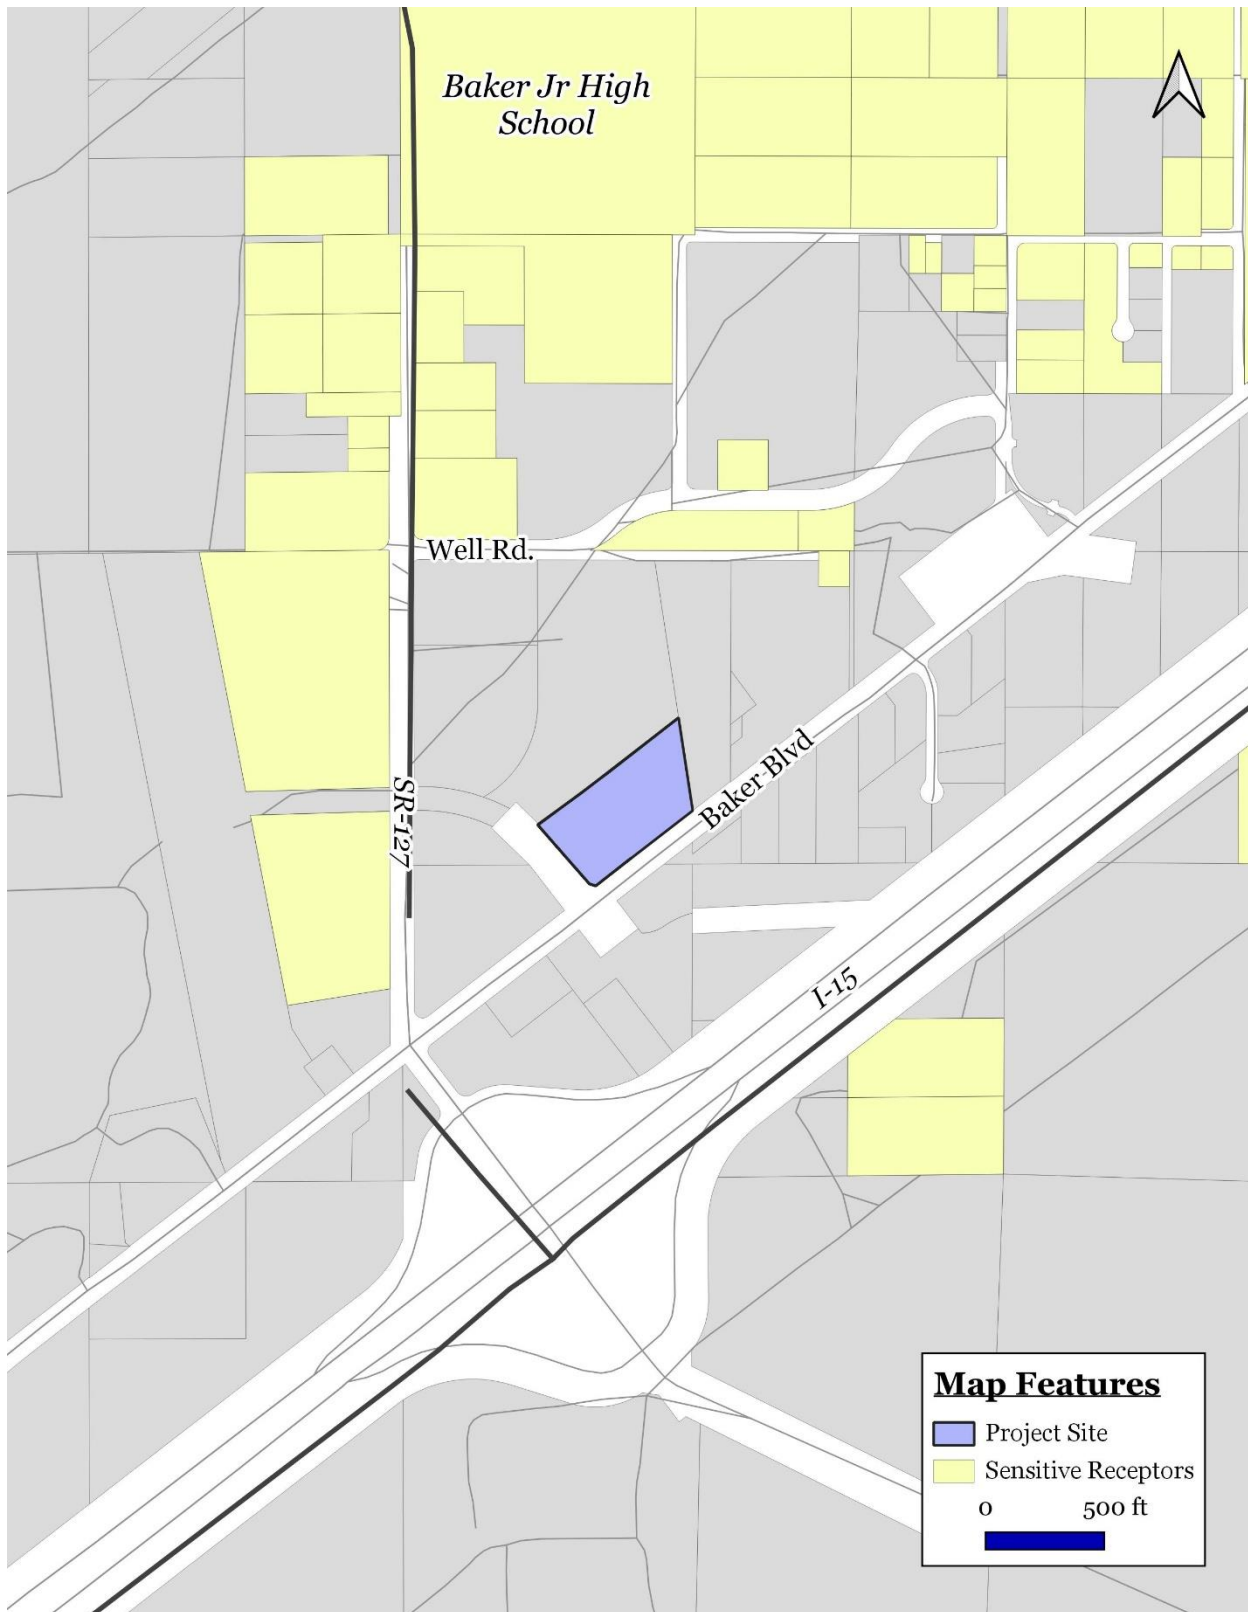 Baker Jr High
School
Well Rd.
SR-127
Baker Blvd
I-15
Map Features
Project Site
Sensitive Receptors
0 500 ft